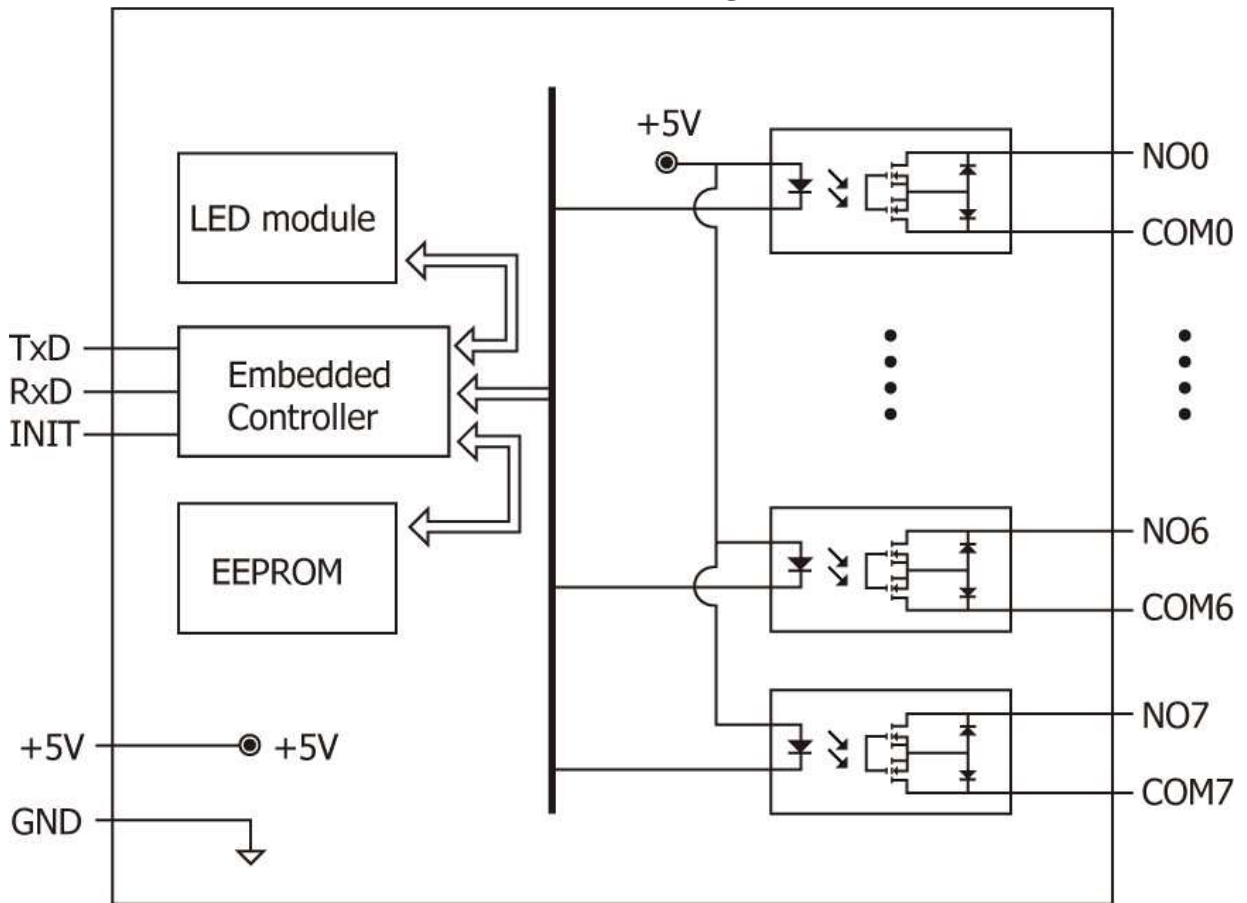 LED module
TxD
RxD
INIT
Embedded
Controller
EEPROM
+5V
+5V
GND
+5V
NO0
COM0
NO6
COM6
NO7
COM7